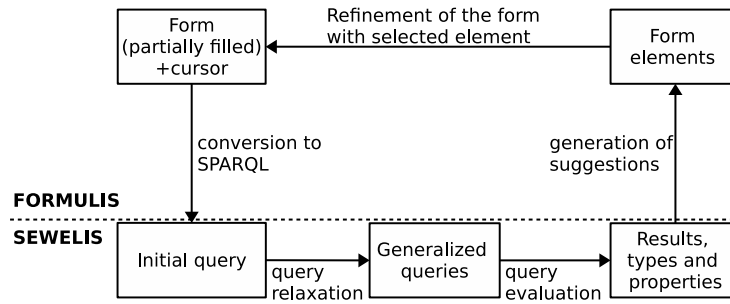 Form
(partially filled)
+cursor
Refinement of the form
with selected element
Form
elements
conversion to
SPARQL
generation of
suggestions
FORMULIS
SEWELIS
Initial query
query
relaxation
Generalized
queries
query
evaluation
Results,
types and
properties